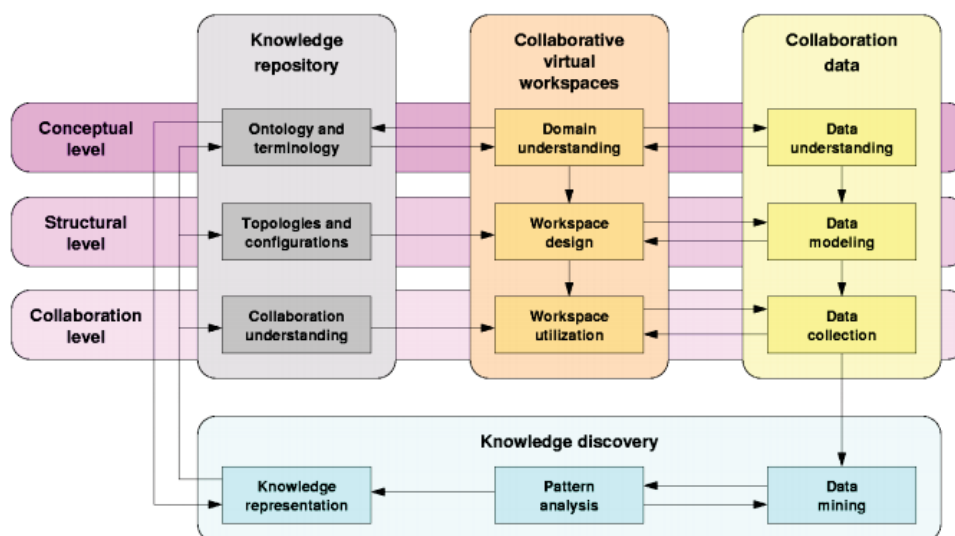 Knowledge
repository
Collaborative
virtual
workspaces
Collaboration
data
Conceptual
level
Ontology and
terminology
Domain
understanding
Data
understanding
Structural
level
Topologies and
configurations
Workspace
design
Data
modeling
Collaboration
level
Collaboration
understanding
Workspace
utilization
Data
collection
Knowledge discovery
Knowledge
representation
Pattern
analysis
Data
mining